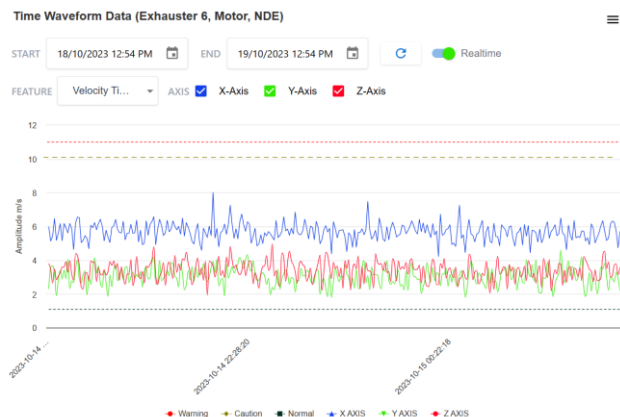 Time Waveform Data (Exhauster 6, Motor, NDE)
START 18/10/2023 12:54 PM END 19/10/2023 12:54 PM Realtime
FEATURE Velocity Ti... AXIS X-Axis Y-Axis Z-Axis
12
10
8
6
4
2
0
Amplitude m/s
2023-10-14 ...
2023-10-14 22:28:20
2023-10-15 00:22:18
Warning Caution Normal X AXIS Y AXIS Z AXIS